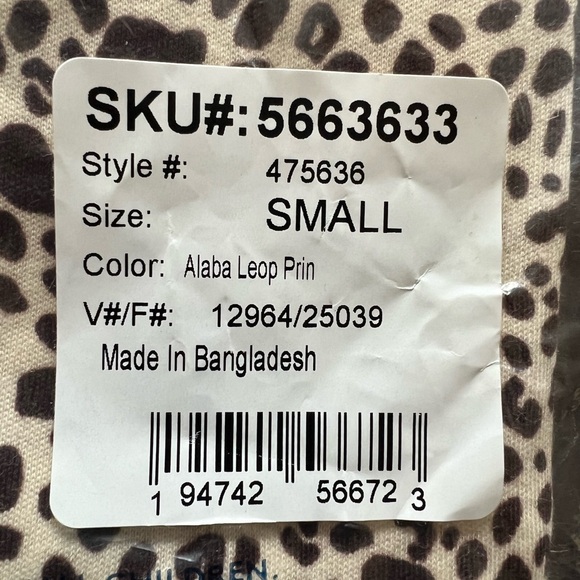 SKU#: 5663633
Style #: 475636
Size: SMALL
Color: Alaba Leop Prin
V#/F#: 12964/25039
Made In Bangladesh
1 94742 56672 3
CHILDREN.